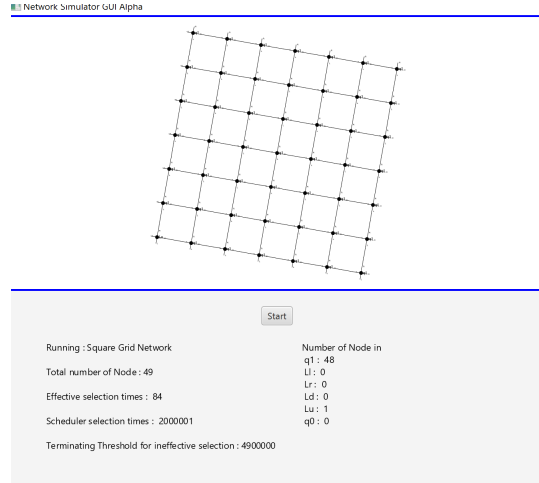 Network Simulator GUI Alpha
Start
Running : Square Grid Network
Total number of Node : 49
Effective selection times : 84
Scheduler selection times : 2000001
Terminating Threshold for ineffective selection : 4900000
Number of Node in
q1 : 48
Ll : 0
Lr : 0
Ld : 0
Lu : 1
q0 : 0